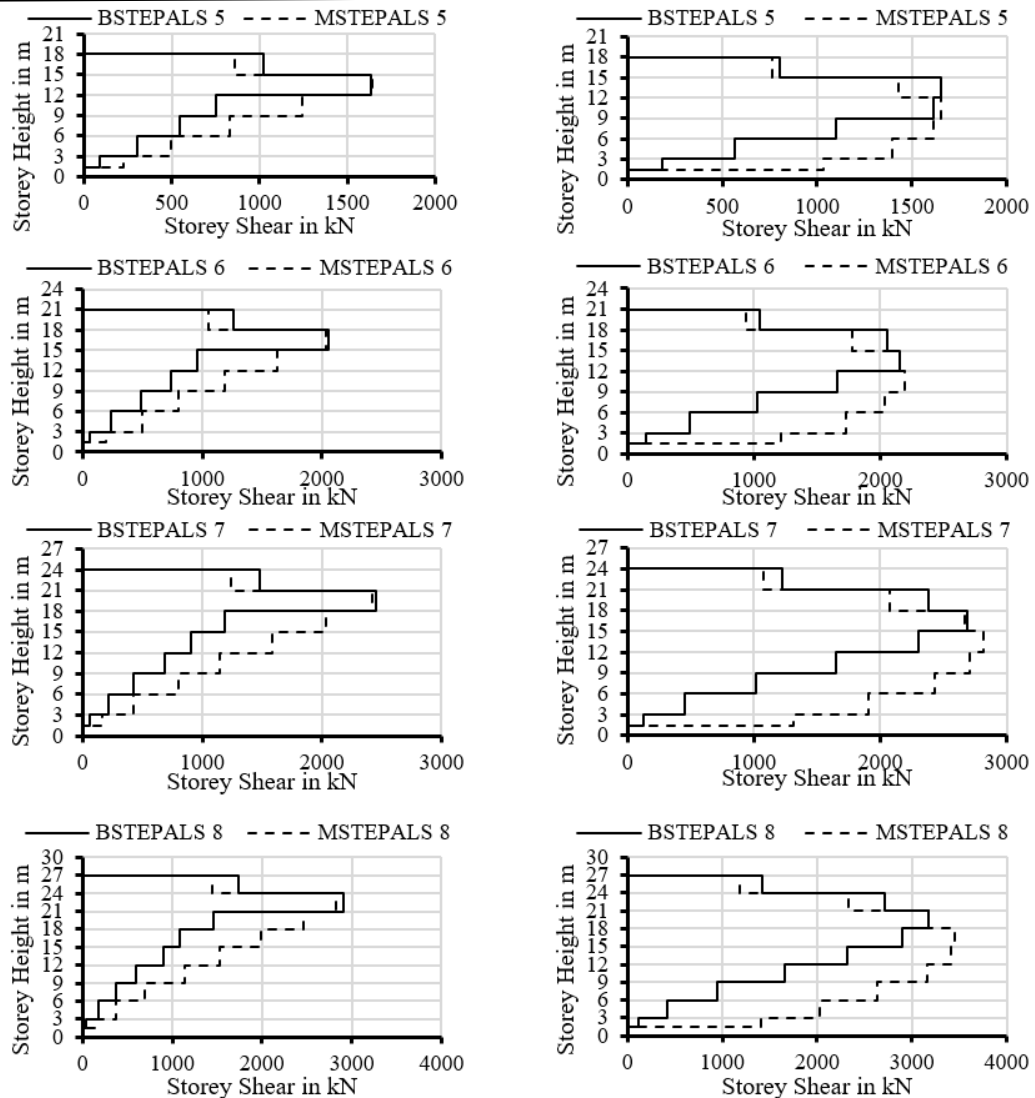 BSTEPALS 5 MSTEPALS 5
Storey Height in m
21
18
15
12
9
6
3
0
0 500 1000 1500 2000
Storey Shear in kN
BSTEPALS 5 MSTEPALS 5
Storey Height in m
21
18
15
12
9
6
3
0
0 500 1000 1500 2000
Storey Shear in kN
BSTEPALS 6 MSTEPALS 6
Storey Height in m
24
21
18
15
12
9
6
3
0
0 1000 2000 3000
Storey Shear in kN
BSTEPALS 6 MSTEPALS 6
Storey Height in m
24
21
18
15
12
9
6
3
0
0 1000 2000 3000
Storey Shear in kN
BSTEPALS 7 MSTEPALS 7
Storey Height in m
27
24
21
18
15
12
9
6
3
0
0 1000 2000 3000
Storey Shear in kN
BSTEPALS 7 MSTEPALS 7
Storey Height in m
27
24
21
18
15
12
9
6
3
0
0 1000 2000 3000
Storey Shear in kN
BSTEPALS 8 MSTEPALS 8
Storey Height in m
30
27
24
21
18
15
12
9
6
3
0
0 1000 2000 3000 4000
Storey Shear in kN
BSTEPALS 8 MSTEPALS 8
Storey Height in m
30
27
24
21
18
15
12
9
6
3
0
0 1000 2000 3000 4000
Storey Shear in kN